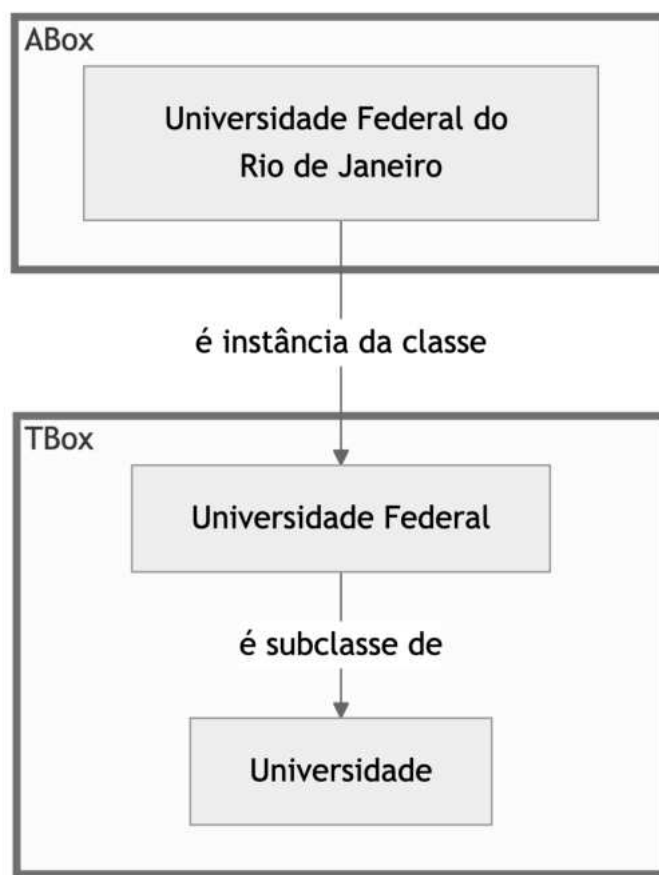 ABox
Universidade Federal do
Rio de Janeiro
é instância da classe
TBox
Universidade Federal
é subclasse de
Universidade